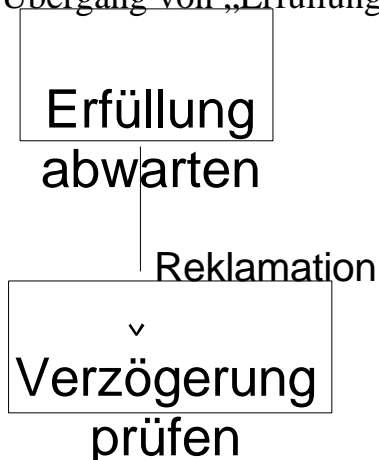 Übergang von „Erfüllung
Erfüllung
abwarten
Reklamation
Verzögerung
prüfen